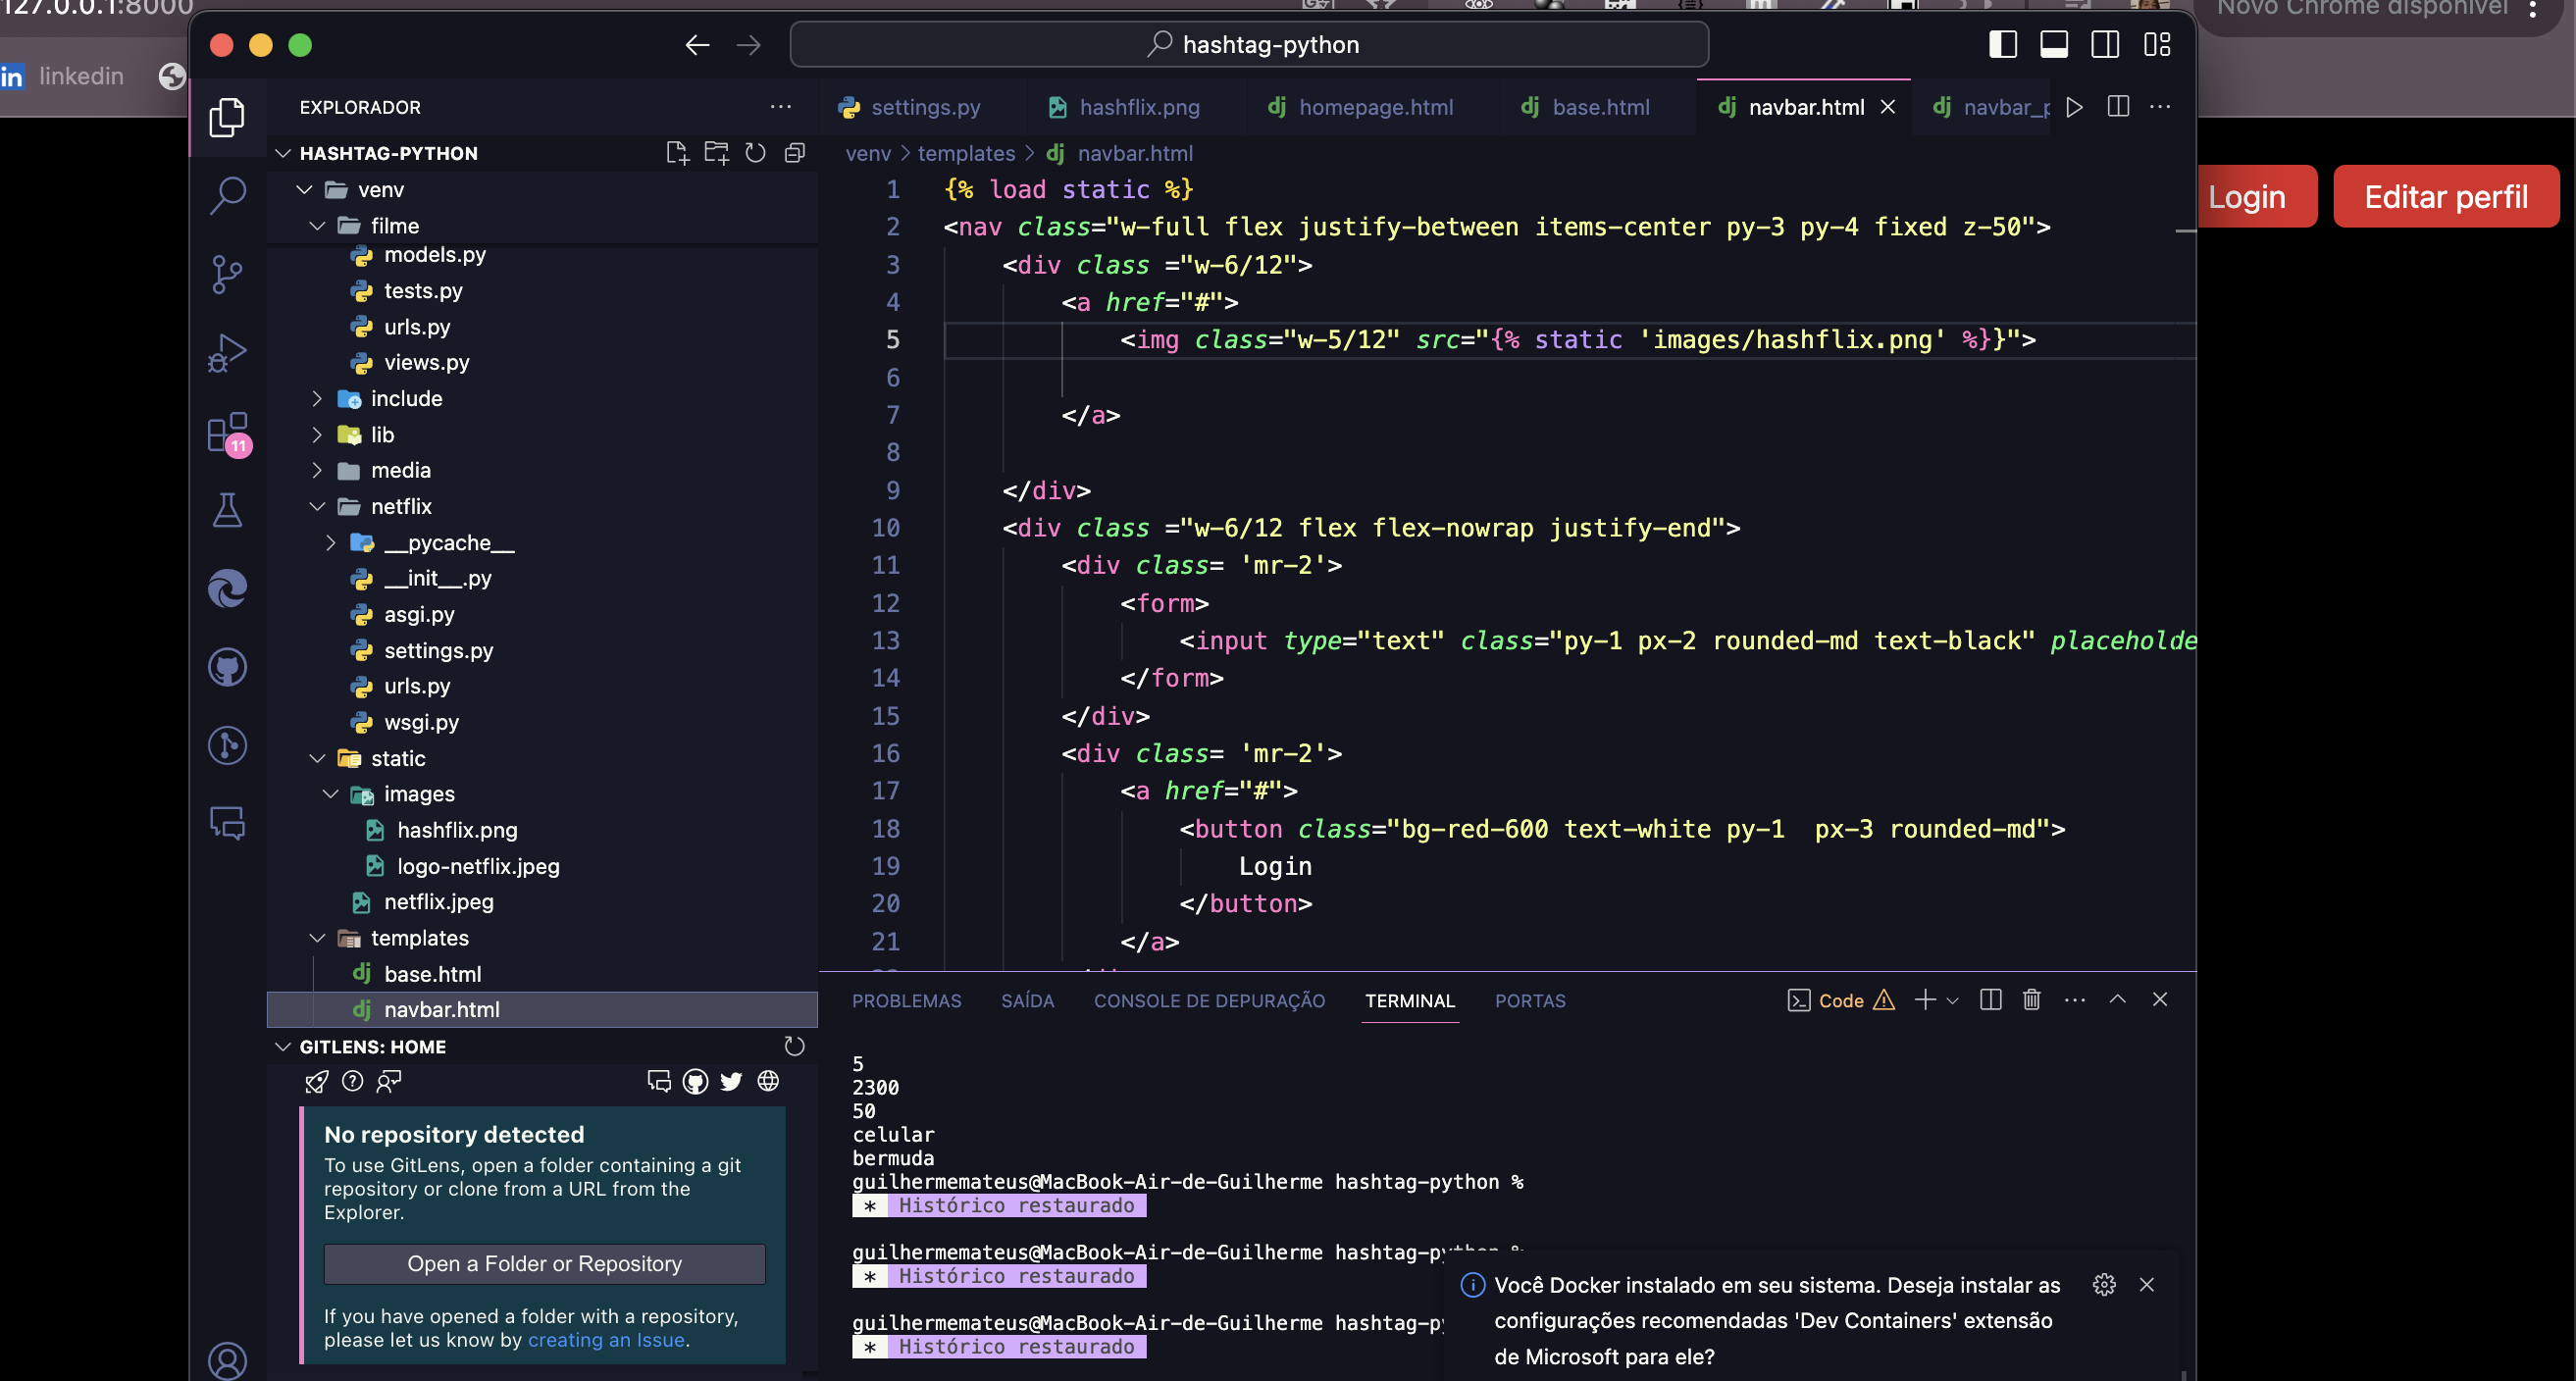 127.0.0.1:8000
Novo Chrome disponível
in linkedin
hashtag-python
EXPLORADOR
HASHTAG-PYTHON
venv
filme
models.py
tests.py
urls.py
views.py
include
lib
media
netflix
__pycache__
__init__.py
asgi.py
settings.py
urls.py
wsgi.py
static
images
hashflix.png
logo-netflix.jpeg
netflix.jpeg
templates
dj base.html
dj navbar.html
11
GITLENS: HOME
No repository detected
To use GitLens, open a folder containing a git
repository or clone from a URL from the
Explorer.
Open a Folder or Repository
If you have opened a folder with a repository,
please let us know by creating an Issue.
settings.py hashflix.png dj homepage.html dj base.html dj navbar.html dj navbar_p
venv > templates > dj navbar.html
1 {% load static %}
2 <nav class="w-full flex justify-between items-center py-3 py-4 fixed z-50">
3 <div class ="w-6/12">
4 <a href="#">
5 <img class="w-5/12" src="{% static 'images/hashflix.png' %}}">
6
7 </a>
8
9 </div>
10 <div class ="w-6/12 flex flex-nowrap justify-end">
11 <div class= 'mr-2'>
12 <form>
13 <input type="text" class="py-1 px-2 rounded-md text-black" placeholde
14 </form>
15 </div>
16 <div class= 'mr-2'>
17 <a href="#">
18 <button class="bg-red-600 text-white py-1  px-3 rounded-md">
19 Login
20 </button>
21 </a>
PROBLEMAS SAÍDA CONSOLE DE DEPURAÇÃO TERMINAL PORTAS Code
5
2300
50
celular
bermuda
guilhermemateus@MacBook-Air-de-Guilherme hashtag-python %
* Histórico restaurado
guilhermemateus@MacBook-Air-de-Guilherme hashtag-python %
* Histórico restaurado
guilhermemateus@MacBook-Air-de-Guilherme hashtag-py
* Histórico restaurado
Você Docker instalado em seu sistema. Deseja instalar as
configurações recomendadas 'Dev Containers' extensão
de Microsoft para ele?
Login Editar perfil